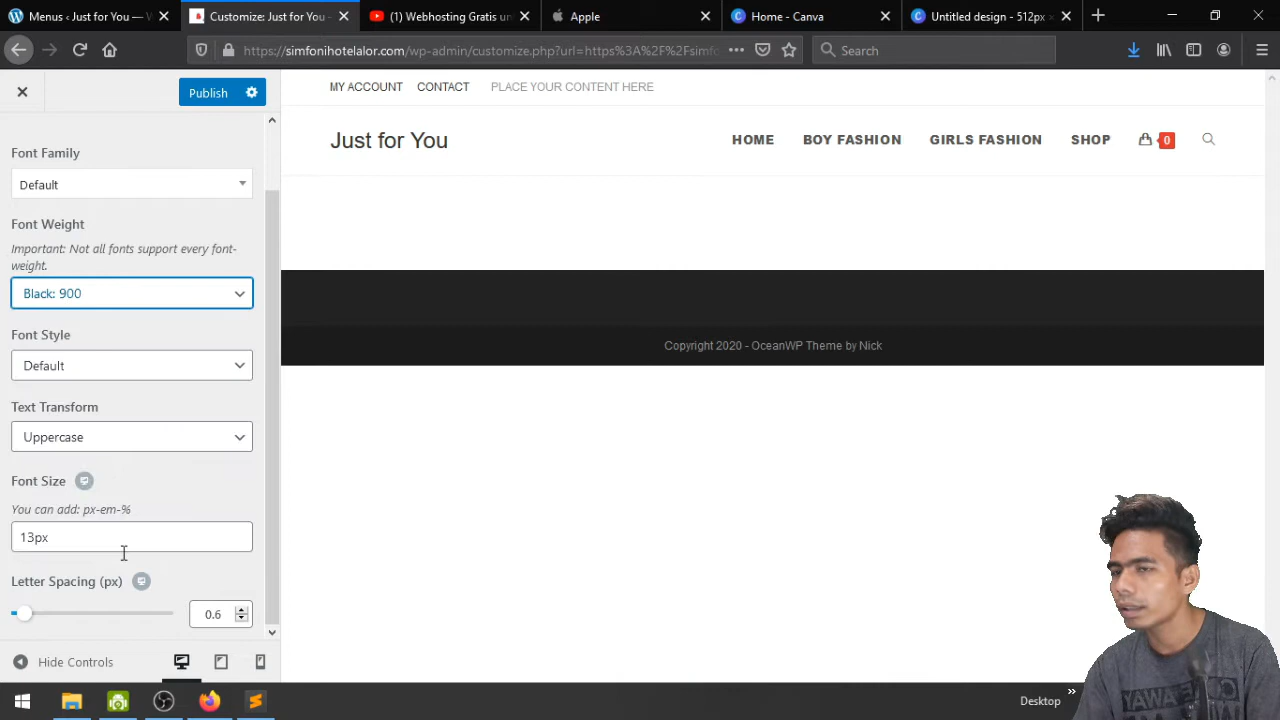 Menus ‹ Just for You — W
Customize: Just for You –
(1) Webhosting Gratis un
Apple
Home - Canva
Untitled design - 512px
https://simfonihotelalor.com/wp-admin/customize.php?url=https%3A%2F%2Fsimfo
Search
Publish
MY ACCOUNT CONTACT PLACE YOUR CONTENT HERE
Just for You
HOME BOY FASHION GIRLS FASHION SHOP 0
Font Family
Default
Font Weight
Important: Not all fonts support every font-
weight.
Black: 900
Font Style
Default
Text Transform
Uppercase
Font Size
You can add: px-em-%
13px
Letter Spacing (px)
0.6
Hide Controls
Copyright 2020 - OceanWP Theme by Nick
Desktop